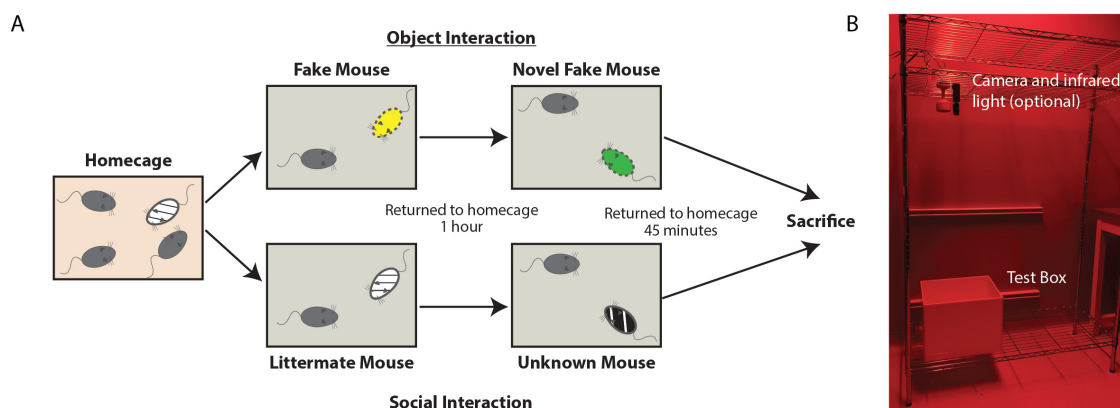 A
B
Object Interaction
Fake Mouse
Novel Fake Mouse
Camera and infrared
light (optional)
Homecage
Returned to homecage
1 hour
Returned to homecage
45 minutes
Sacrifice
Test Box
Littermate Mouse
Unknown Mouse
Social Interaction